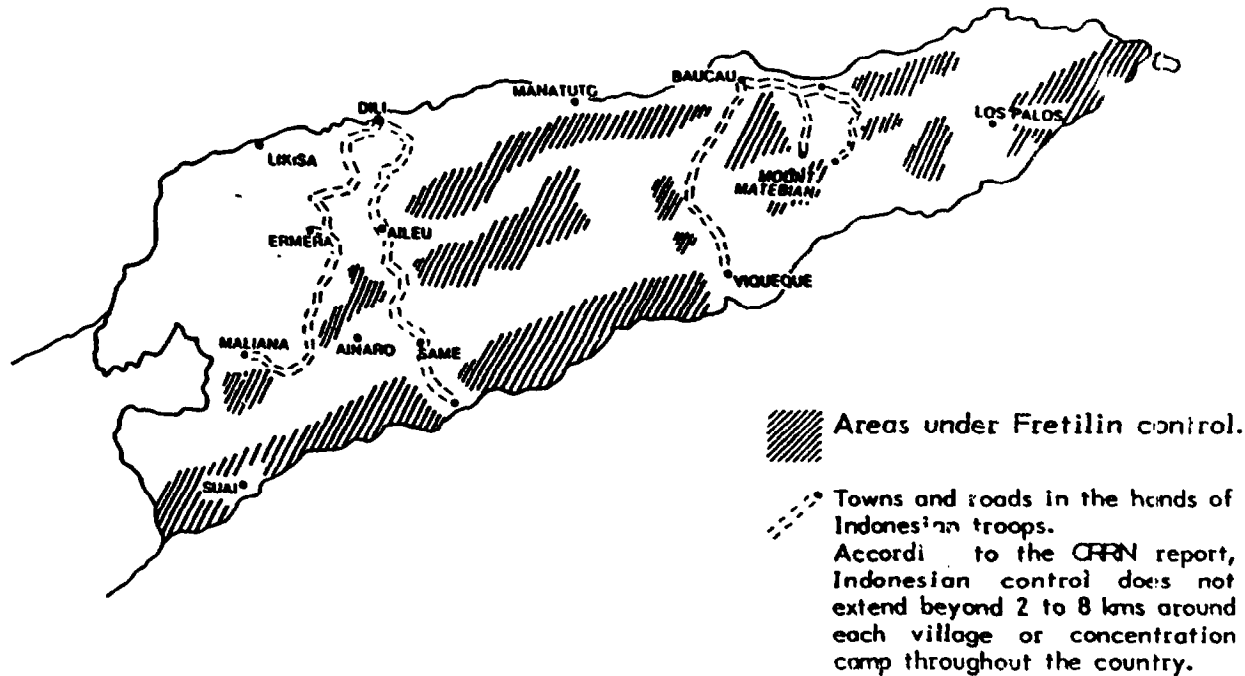 BAUCAU
MANATUTO
DILI
LOS PALOS
LIKISA
MOUNT
MATEBIAN
ERMERA
AILEU
VIQUEQUE
MALIANA
AINARO
SAME
SUAI
Areas under Fretilin control.
Towns and roads in the hands of
Indonesian troops.
Accordi to the CRRN report,
Indonesian control does not
extend beyond 2 to 8 kms around
each village or concentration
camp throughout the country.